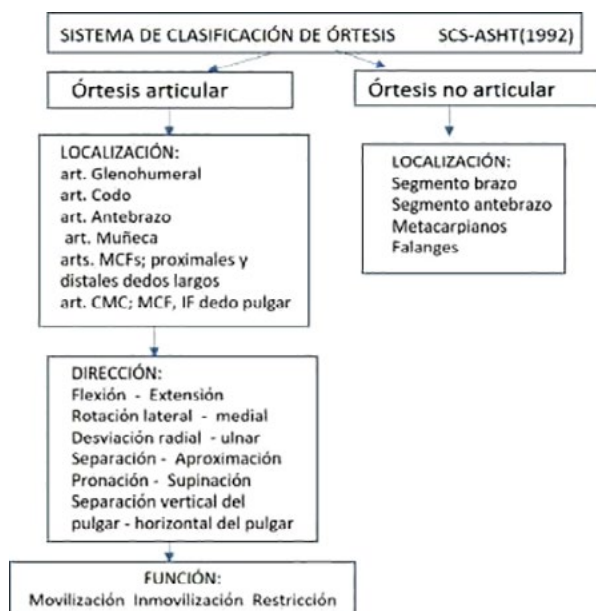 SISTEMA DE CLASIFICACIÓN DE ÓRTESIS SCS-ASHT(1992)
Órtesis articular
Órtesis no articular
LOCALIZACIÓN:
art. Glenohumeral
art. Codo
art. Antebrazo
art. Muñeca
arts. MCFs; proximales y
distales dedos largos
art. CMC; MCF, IF dedo pulgar
LOCALIZACIÓN:
Segmento brazo
Segmento antebrazo
Metacarpianos
Falanges
DIRECCIÓN:
Flexión - Extensión
Rotación lateral - medial
Desviación radial - ulnar
Separación - Aproximación
Pronación - Supinación
Separación vertical del
pulgar - horizontal del pulgar
FUNCIÓN:
Movilización Inmovilización Restricción